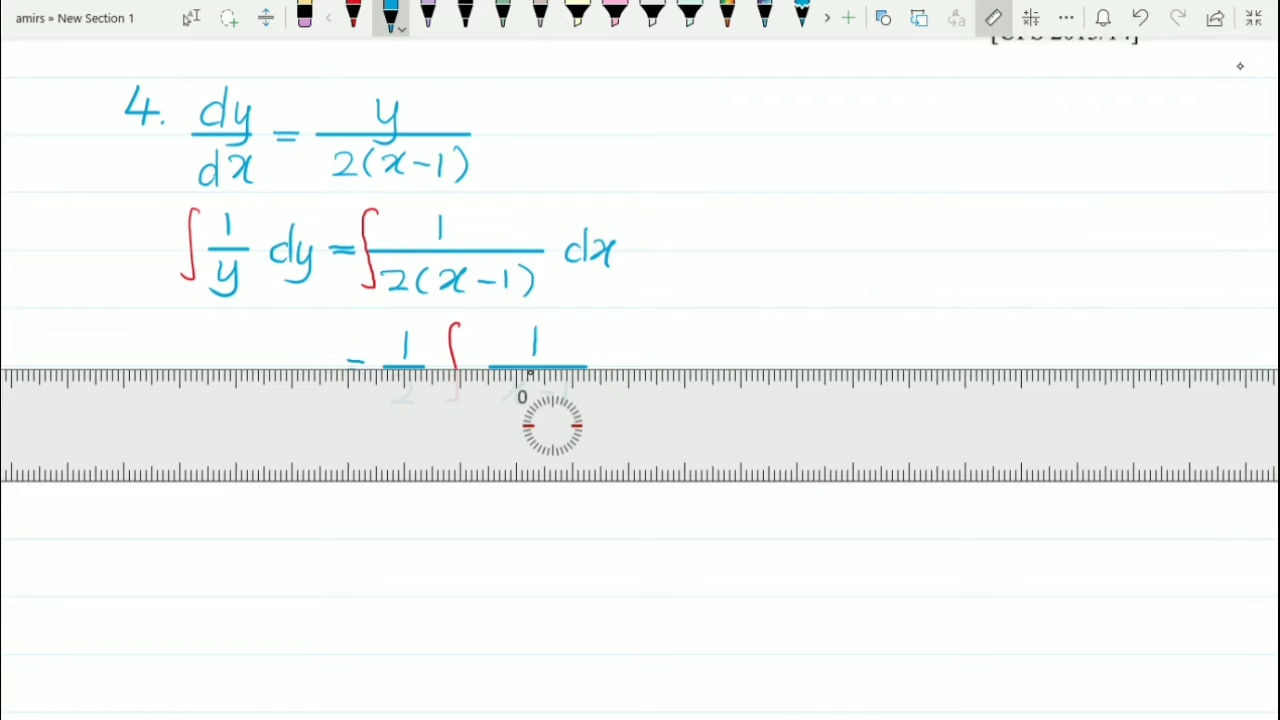 amirs » New Section 1
4. dy/dx = y/2(x-1)
∫ 1/y dy = ∫ 1/2(x-1) dx
= 1/2 ∫ 1/x-1
0